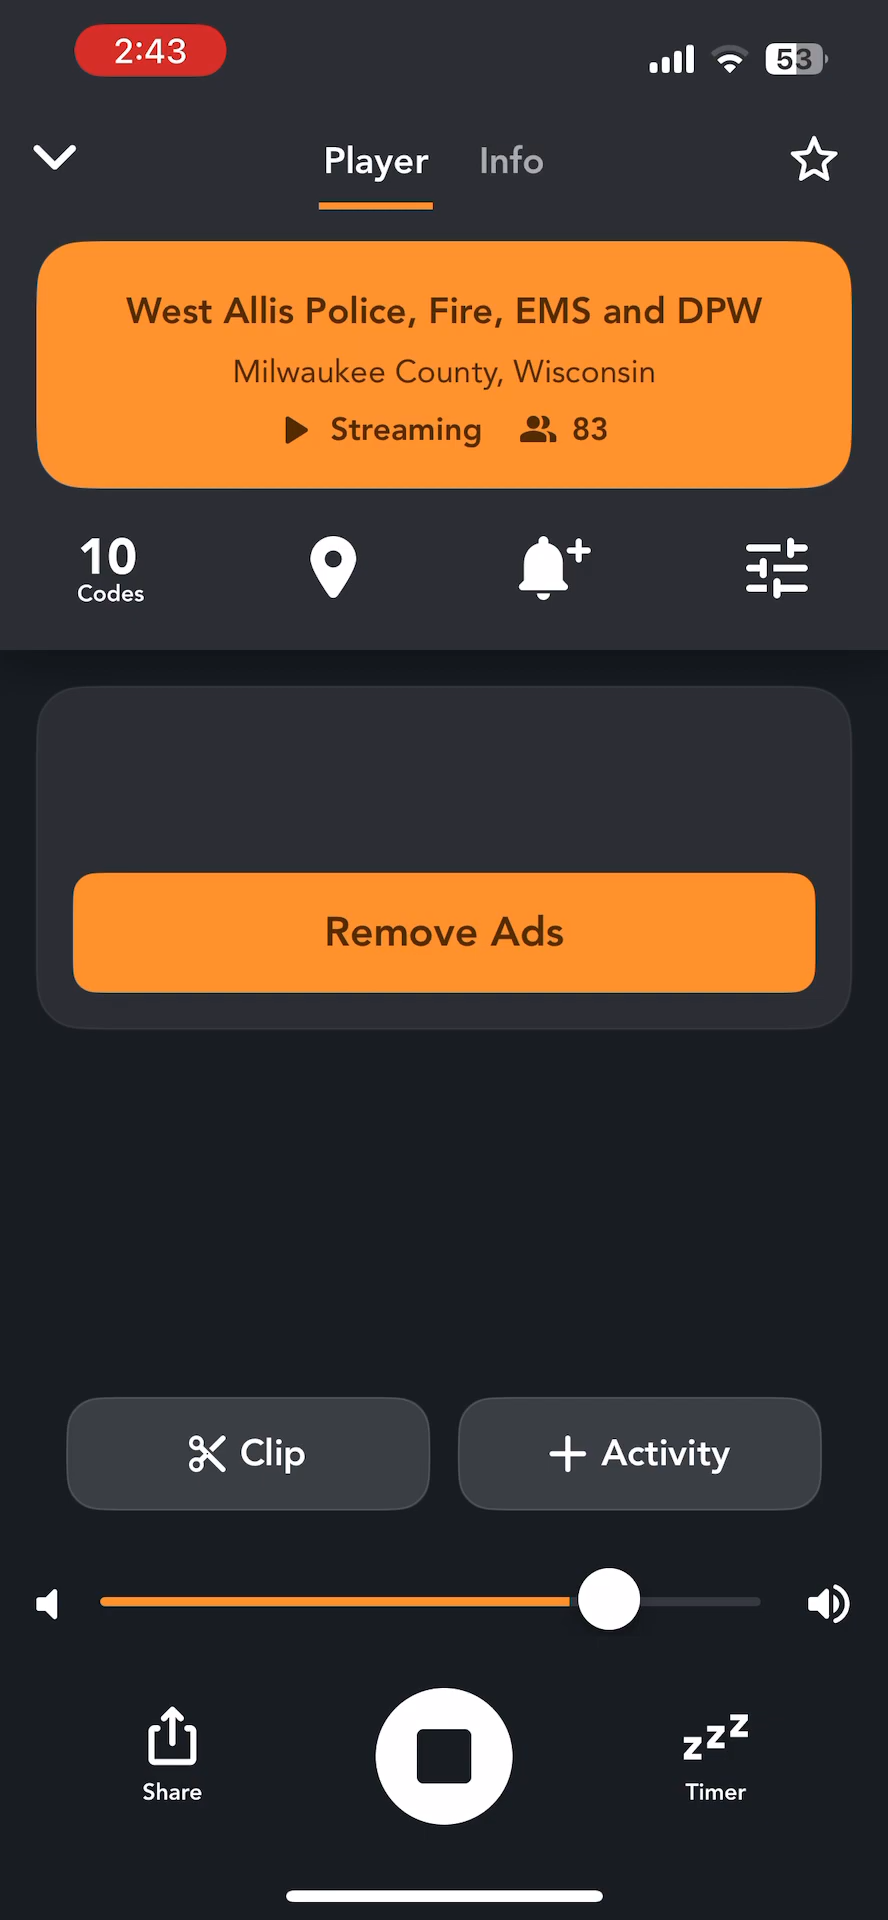 2:43
53
Player Info
West Allis Police, Fire, EMS and DPW
Milwaukee County, Wisconsin
Streaming 83
10
Codes
Remove Ads
Clip
Activity
zzz
Share
Timer